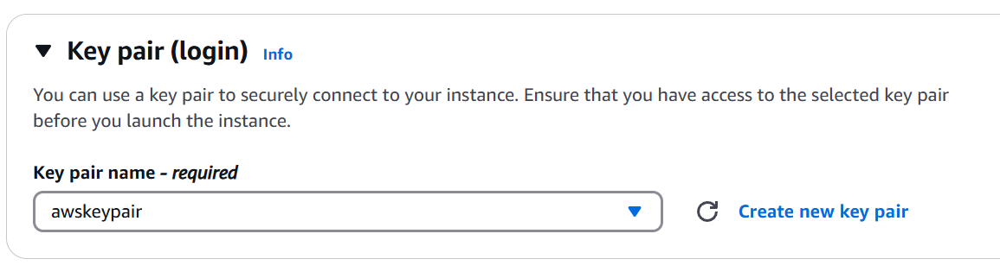 Key pair (login) Info
You can use a key pair to securely connect to your instance. Ensure that you have access to the selected key pair
before you launch the instance.
Key pair name - required
awskeypair
Create new key pair